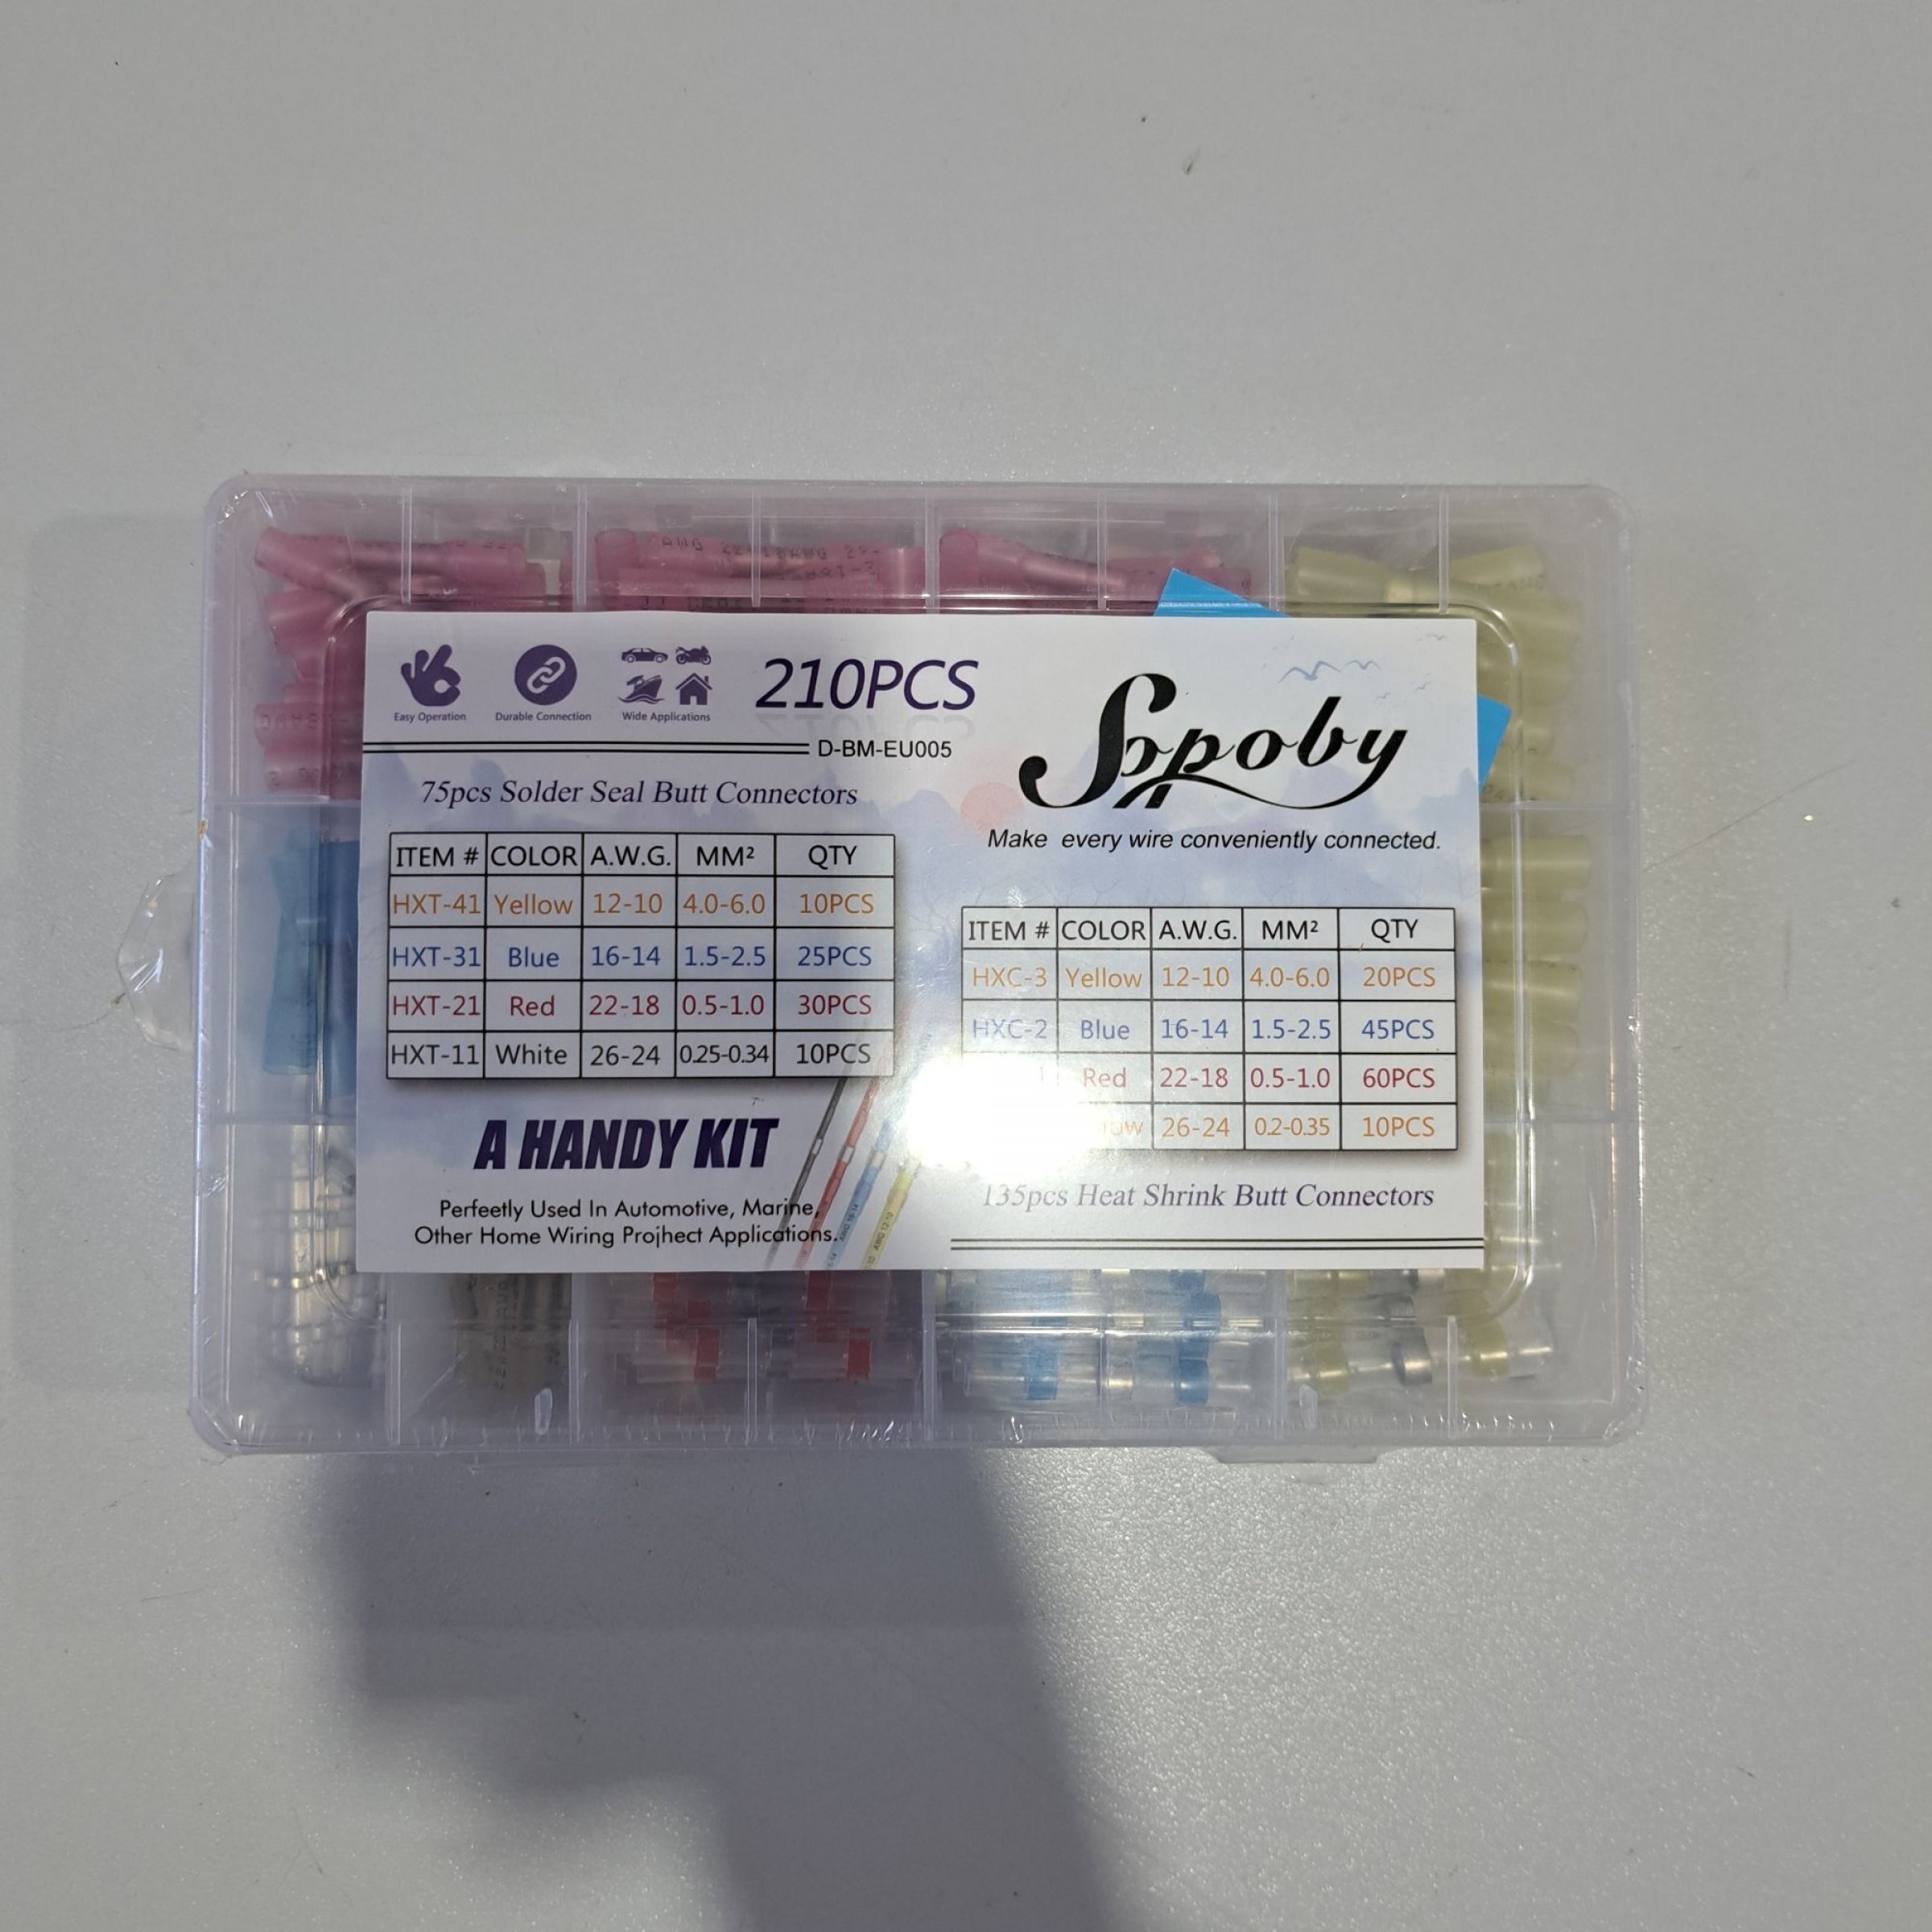 Easy Operation
Durable Connection
Wide Applications
210PCS
D-BM-EU005
75pcs Solder Seal Butt Connectors
ITEM # COLOR A.W.G. MM² QTY
HXT-41 Yellow 12-10 4.0-6.0 10PCS
HXT-31 Blue 16-14 1.5-2.5 25PCS
HXT-21 Red 22-18 0.5-1.0 30PCS
HXT-11 White 26-24 0.25-0.34 10PCS
A HANDY KIT
Perfeetly Used In Automotive, Marine,
Other Home Wiring Projhect Applications.
Sopoby
Make every wire conveniently connected.
ITEM # COLOR A.W.G. MM² QTY
HXC-3 Yellow 12-10 4.0-6.0 20PCS
HXC-2 Blue 16-14 1.5-2.5 45PCS
Red 22-18 0.5-1.0 60PCS
26-24 0.2-0.35 10PCS
135pcs Heat Shrink Butt Connectors